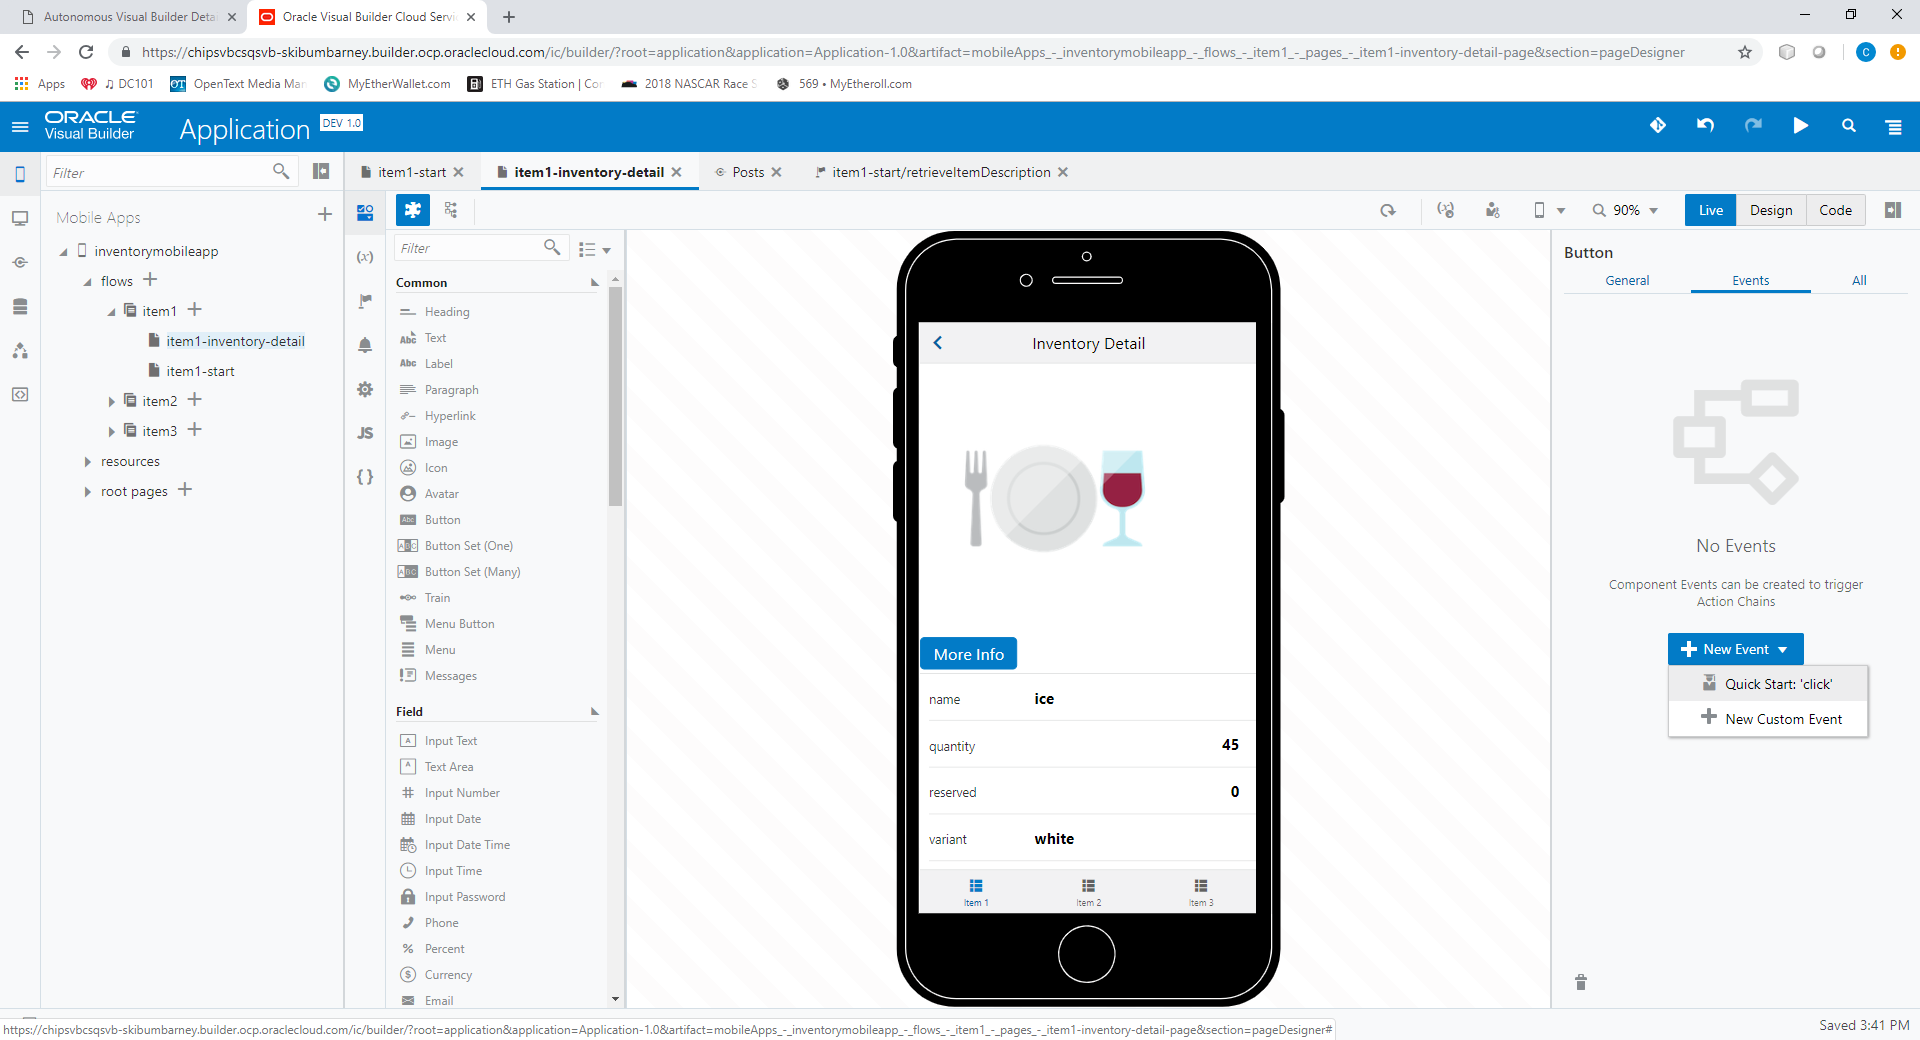 Autonomous Visual Builder Deta
Oracle Visual Builder Cloud Servi
https://chipsvbcsqsvb-skibumbarney.builder.ocp.oraclecloud.com/ic/builder/?root=application&application=Application-1.0&artifact=mobileApps_-_inventorymobileapp_-_flows_-_item1_-_pages_-_item1-inventory-detail-page&section=pageDesigner
C
Apps
DC101
OT OpenText Media Man
MyEtherWallet.com
ETH Gas Station | Cor
2018 NASCAR Race S
569 • MyEtheroll.com
ORACLE
Visual Builder
Application
DEV 1.0
Filter
item1-start
item1-inventory-detail
Posts
item1-start/retrieveItemDescription
Mobile Apps
inventorymobileapp
flows
item1
item1-inventory-detail
item1-start
item2
item3
resources
root pages
(x)
JS
{ }
90%
Live
Design
Code
Filter
Common
Heading
Abc Text
Abc Label
Paragraph
Hyperlink
Image
Icon
Avatar
Abc Button
ABC Button Set (One)
ABC Button Set (Many)
Train
Menu Button
Menu
Messages
Field
A Input Text
A Text Area
# Input Number
Input Date
Input Date Time
Input Time
Input Password
Phone
% Percent
$ Currency
Email
Inventory Detail
More Info
name ice
quantity 45
reserved 0
variant white
Item 1
Item 2
Item 3
Button
General
Events
All
No Events
Component Events can be created to trigger
Action Chains
New Event
Quick Start: 'click'
New Custom Event
https://chipsvbcsqsvb-skibumbarney.builder.ocp.oraclecloud.com/ic/builder/?root=application&application=Application-1.0&artifact=mobileApps_-_inventorymobileapp_-_flows_-_item1_-_pages_-_item1-inventory-detail-page&section=pageDesigner#
Saved 3:41 PM